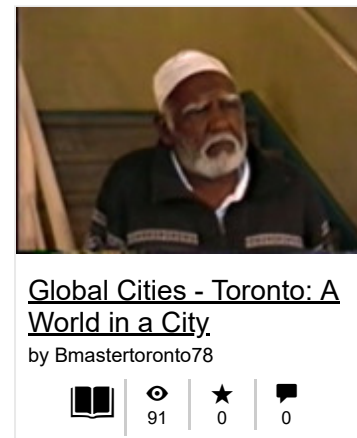 Global Cities - Toronto: A
World in a City
by Bmastertoronto78
91
0
0